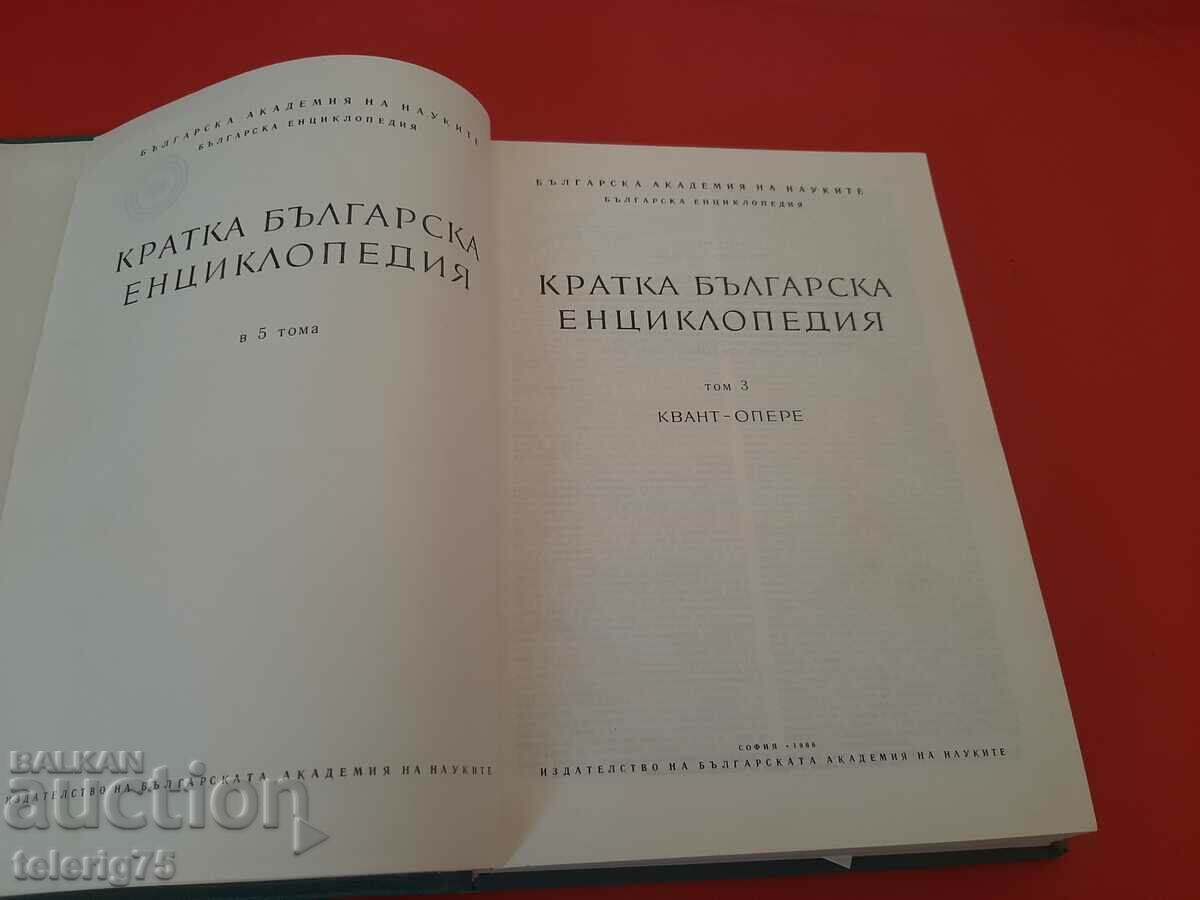 БЪЛГАРСКА АКАДЕМИЯ НА НАУКИТЕ
БЪЛГАРСКА ЕНЦИКЛОПЕДИЯ
КРАТКА БЪЛГАРСКА
ЕНЦИКЛОПЕДИЯ
в 5 тома
ИЗДАТЕЛСТВО НА БЪЛГАРСКАТА АКАДЕМИЯ НА НАУКИТЕ
БЪЛГАРСКА АКАДЕМИЯ НА НАУКИТЕ
БЪЛГАРСКА ЕНЦИКЛОПЕДИЯ
КРАТКА БЪЛГАРСКА
ЕНЦИКЛОПЕДИЯ
ТОМ 3
КВАНТ-ОПЕРЕ
СОФИЯ • 1966
ИЗДАТЕЛСТВО НА БЪЛГАРСКАТА АКАДЕМИЯ НА НАУКИТЕ
BALKAN
auction
telerig75